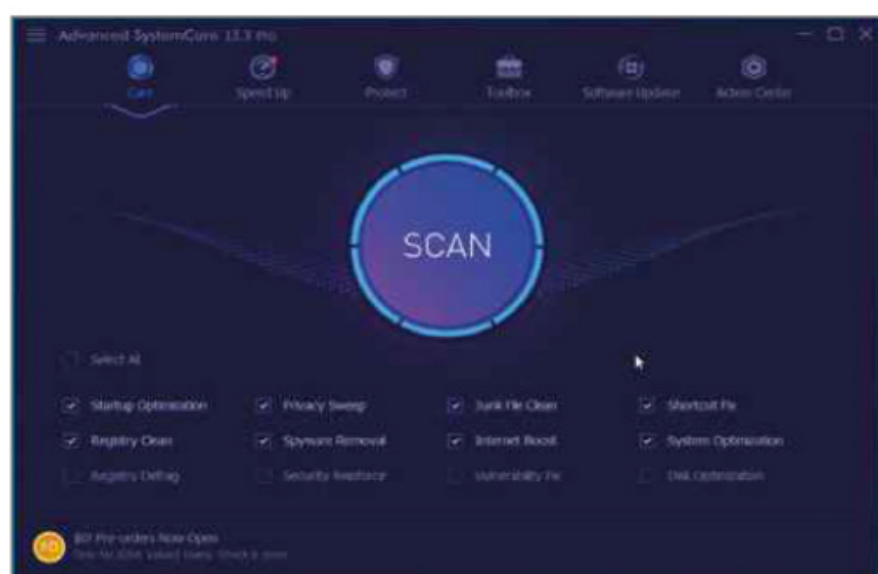 Advanced SystemCare 13.3 Pro
Care Speed Up Protect Toolbox Software Updater Action Center
SCAN
Select All
Startup Optimization Privacy Sweep Junk File Clean Shortcut Fix
Registry Clean Spyware Removal Internet Boost System Optimization
Registry Defrag Security Reinforce Vulnerability Fix Disk Optimization
Pre-orders Now Open